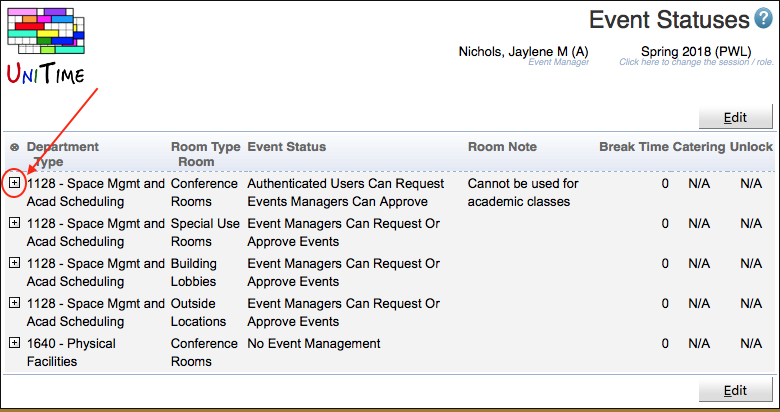 Event Statuses ?
UNITIME
Nichols, Jaylene M (A) Spring 2018 (PWL)
Event Manager Click here to change the session / role.
Edit
Department Room Type Event Status Room Note Break Time Catering Unlock
Type Room
1128 - Space Mgmt and Conference Authenticated Users Can Request Cannot be used for 0 N/A N/A
Acad Scheduling Rooms Events Managers Can Approve academic classes
1128 - Space Mgmt and Special Use Event Managers Can Request Or 0 N/A N/A
Acad Scheduling Rooms Approve Events
1128 - Space Mgmt and Building Event Managers Can Request Or 0 N/A N/A
Acad Scheduling Lobbies Approve Events
1128 - Space Mgmt and Outside Event Managers Can Request Or 0 N/A N/A
Acad Scheduling Locations Approve Events
1640 - Physical Conference No Event Management 0 N/A N/A
Facilities Rooms
Edit